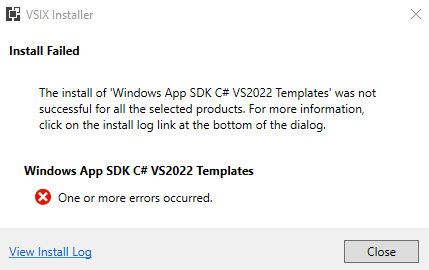 VSIX Installer
Install Failed
The install of 'Windows App SDK C# VS2022 Templates' was not
successful for all the selected products. For more information,
click on the install log link at the bottom of the dialog.
Windows App SDK C# VS2022 Templates
One or more errors occurred.
View Install Log
Close